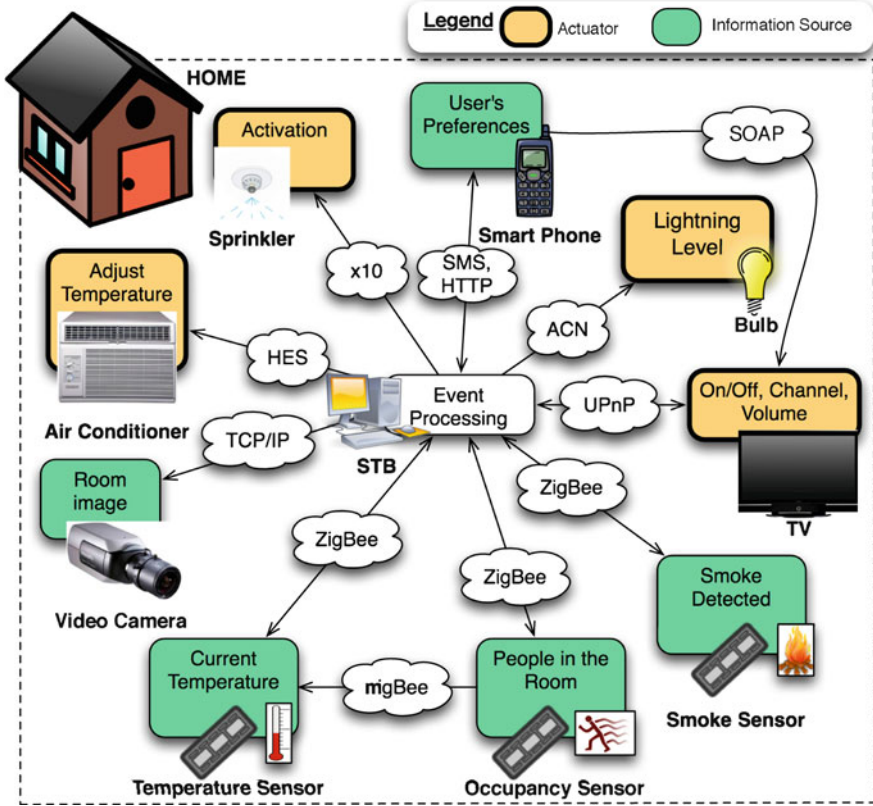 Legend
Actuator
Information Source
HOME
Activation
Sprinkler
User's
Preferences
Smart Phone
SOAP
Lightning
Level
Bulb
Adjust
Temperature
Air Conditioner
x10
SMS,
HTTP
ACN
HES
Event
Processing
STB
UPnP
On/Off, Channel,
Volume
TV
TCP/IP
Room
image
Video Camera
ZigBee
ZigBee
ZigBee
Smoke
Detected
Smoke Sensor
Current
Temperature
Temperature Sensor
People in the
Room
Occupancy Sensor